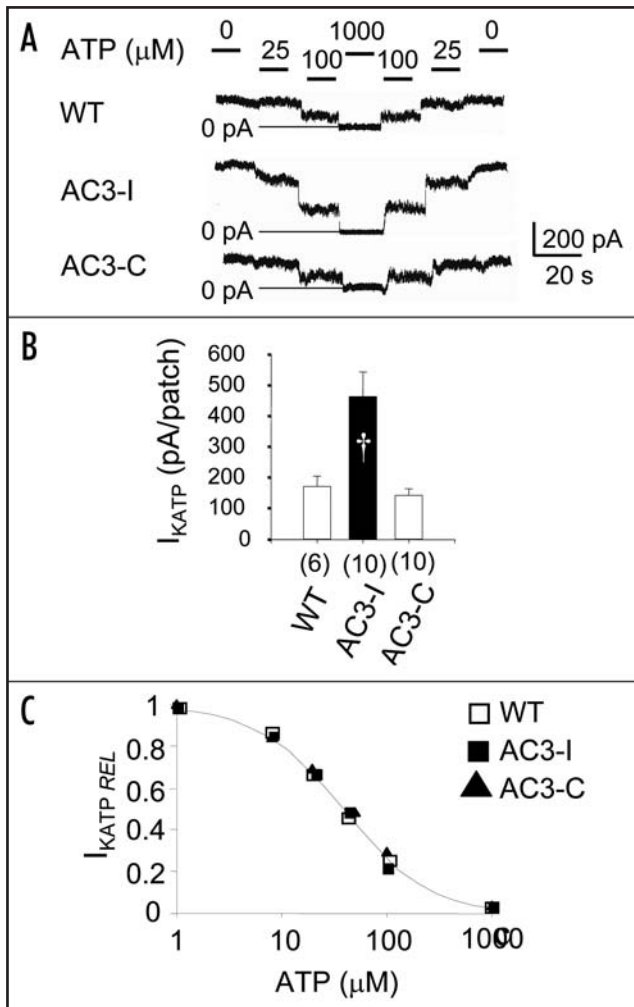 A
ATP (μM)
0
25
100
1000
100
25
0
WT
0 pA
AC3-I
0 pA
AC3-C
0 pA
200 pA
20 s
B
I KATP (pA/patch)
600
500
400
300
200
100
0
†
(6)
(10)
(10)
WT
AC3-I
AC3-C
C
I KATP REL
1
0.8
0.6
0.4
0.2
0
1
10
100
1000
ATP (μM)
WT
AC3-I
AC3-C